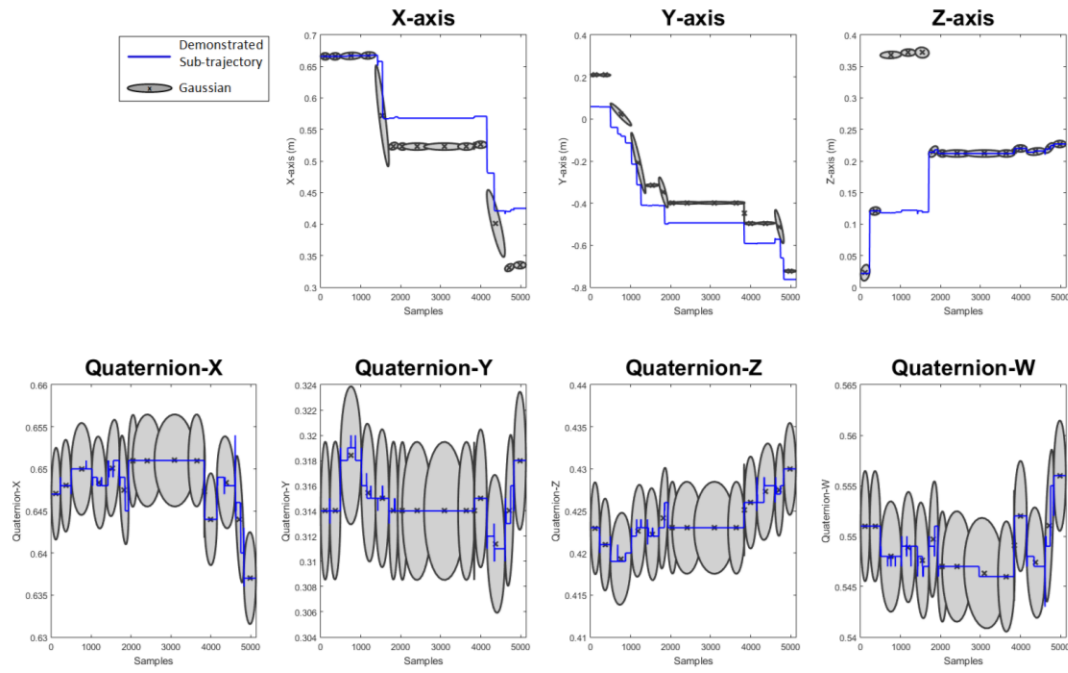 X-axis
Y-axis
Z-axis
Demonstrated
Sub-trajectory
Gaussian
X-axis (m)
0.7
0.65
0.6
0.55
0.5
0.45
0.4
0.35
0.3
0 1000 2000 3000 4000 5000
Samples
Y-axis (m)
0.4
0.2
0
-0.2
-0.4
-0.6
-0.8
0 1000 2000 3000 4000 5000
Samples
Z-axis (m)
0.4
0.35
0.3
0.25
0.2
0.15
0.1
0.05
0
0 1000 2000 3000 4000 5000
Samples
Quaternion-X
Quaternion-Y
Quaternion-Z
Quaternion-W
Quaternion-X
0.66
0.655
0.65
0.645
0.64
0.635
0.63
0 1000 2000 3000 4000 5000
Samples
Quaternion-Y
0.324
0.322
0.32
0.318
0.316
0.314
0.312
0.31
0.308
0.306
0.304
0 1000 2000 3000 4000 5000
Samples
Quaternion-Z
0.44
0.435
0.43
0.425
0.42
0.415
0.41
0 1000 2000 3000 4000 5000
Samples
Quaternion-W
0.565
0.56
0.555
0.55
0.545
0.54
0 1000 2000 3000 4000 5000
Samples